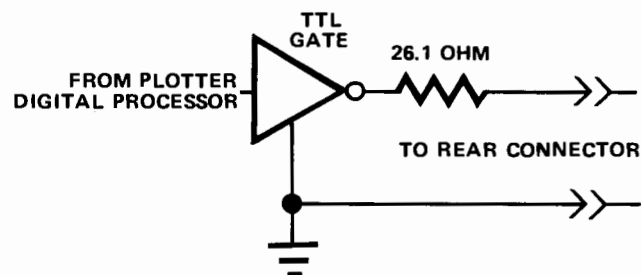 TTL
GATE
26.1 OHM
FROM PLOTTER
DIGITAL PROCESSOR
TO REAR CONNECTOR